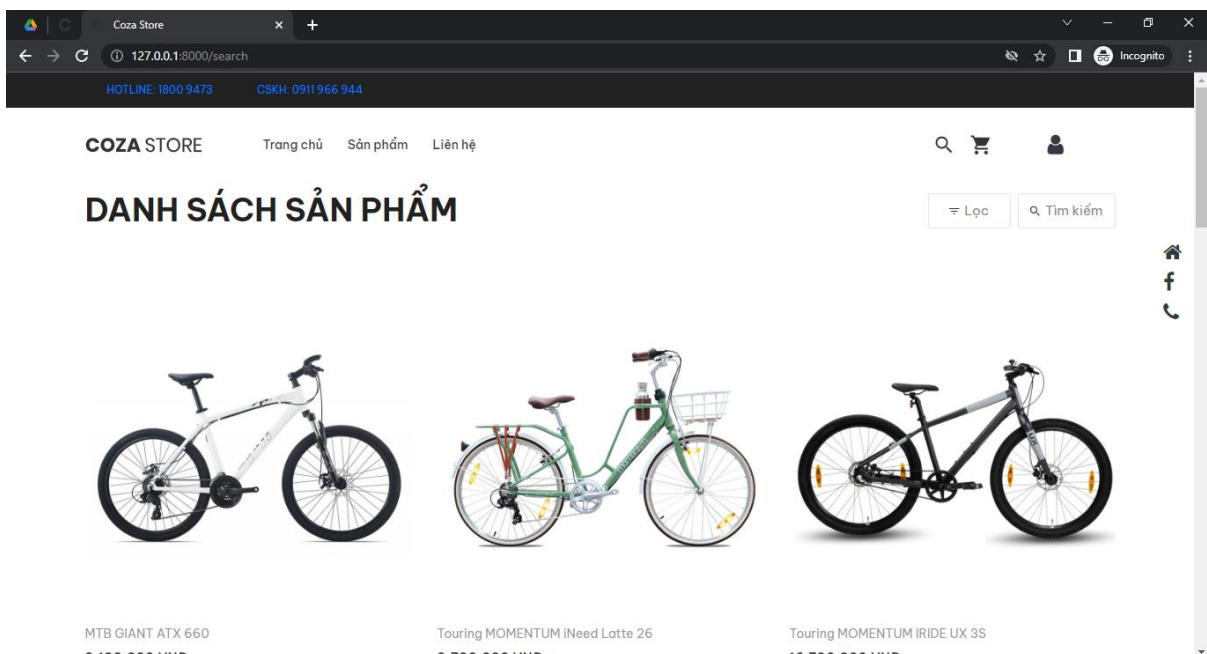 Coza Store
127.0.0.1:8000/search
Incognito
HOTLINE: 1800 9473 CSKH: 0911 966 944
COZA STORE Trang chủ Sản phẩm Liên hệ
DANH SÁCH SẢN PHẨM
Lọc Tìm kiếm
MTB GIANT ATX 660 Touring MOMENTUM iNeed Latte 26 Touring MOMENTUM IRIDE UX 3S